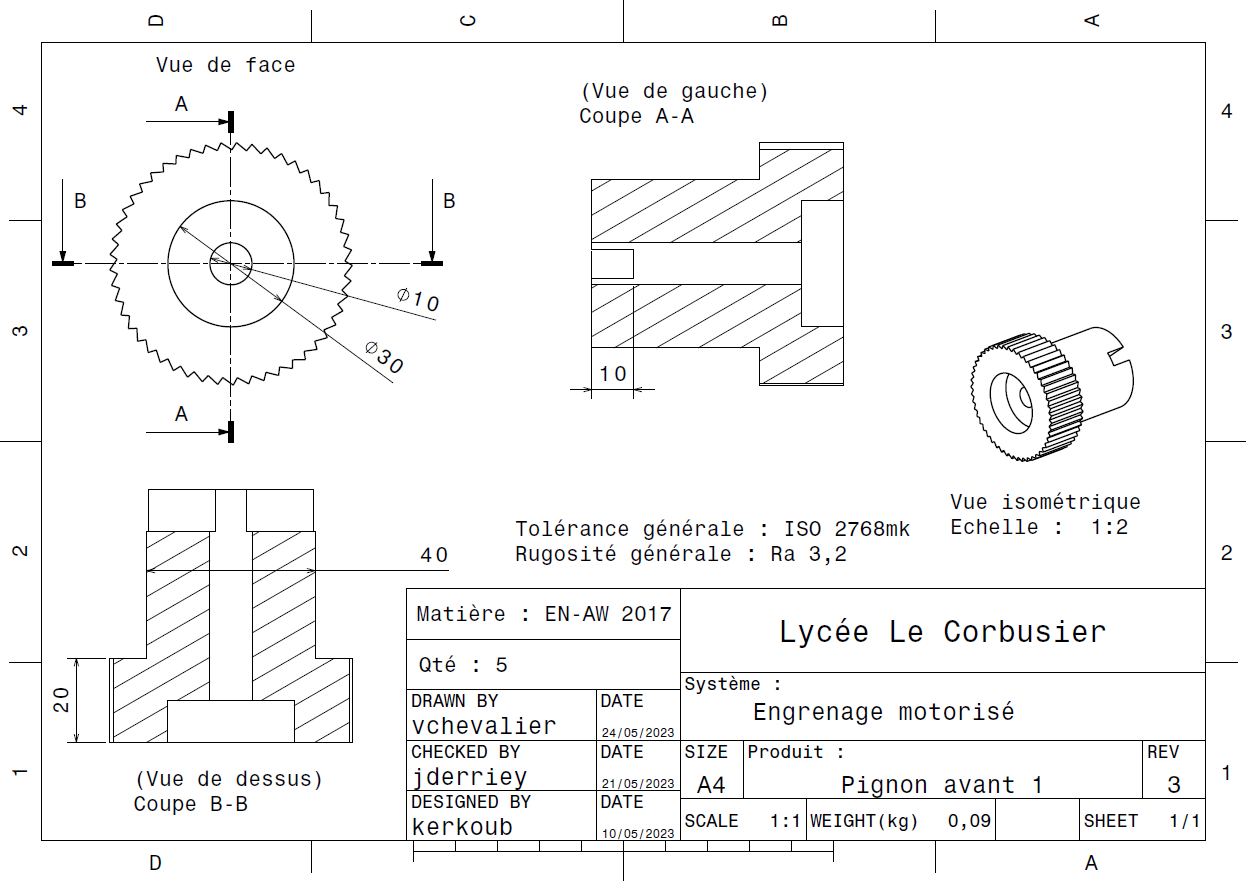 D C B A
Vue de face
(Vue de gauche)
Coupe A-A
4 4
A
B B
Ø10
Ø30
A
10
3 3
Vue isométrique
Echelle : 1:2
Tolérance générale : ISO 2768mk
Rugosité générale : Ra 3,2
2 2
40
20
(Vue de dessus)
Coupe B-B
1 1
Matière : EN-AW 2017
Qté : 5
DRAWN BY DATE
vchevalier 24/05/2023
CHECKED BY DATE
jderriey 21/05/2023
DESIGNED BY DATE
kerkoub 10/05/2023
Lycée Le Corbusier
Système :
Engrenage motorisé
SIZE Produit : REV
A4 Pignon avant 1 3
SCALE 1:1 WEIGHT(kg) 0,09 SHEET 1/1
D A